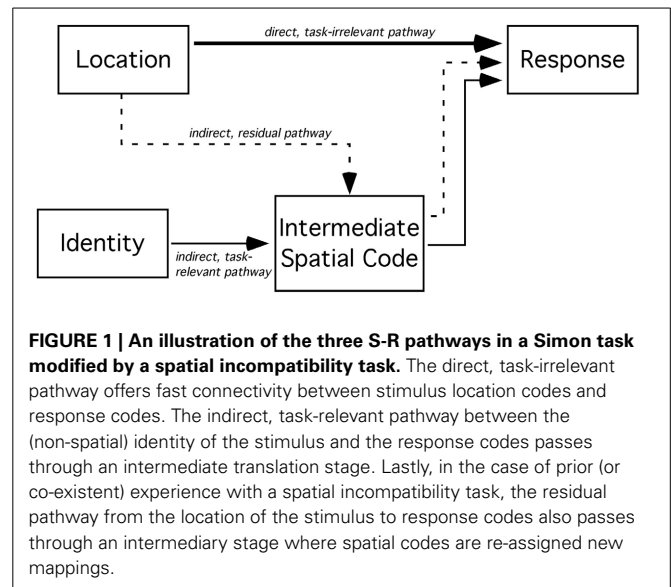 direct, task-irrelevant pathway
Location
Response
indirect, residual pathway
Identity
indirect, task-
relevant pathway
Intermediate
Spatial Code
FIGURE 1 | An illustration of the three S-R pathways in a Simon task
modified by a spatial incompatibility task. The direct, task-irrelevant
pathway offers fast connectivity between stimulus location codes and
response codes. The indirect, task-relevant pathway between the
(non-spatial) identity of the stimulus and the response codes passes
through an intermediate translation stage. Lastly, in the case of prior (or
co-existent) experience with a spatial incompatibility task, the residual
pathway from the location of the stimulus to response codes also passes
through an intermediary stage where spatial codes are re-assigned new
mappings.